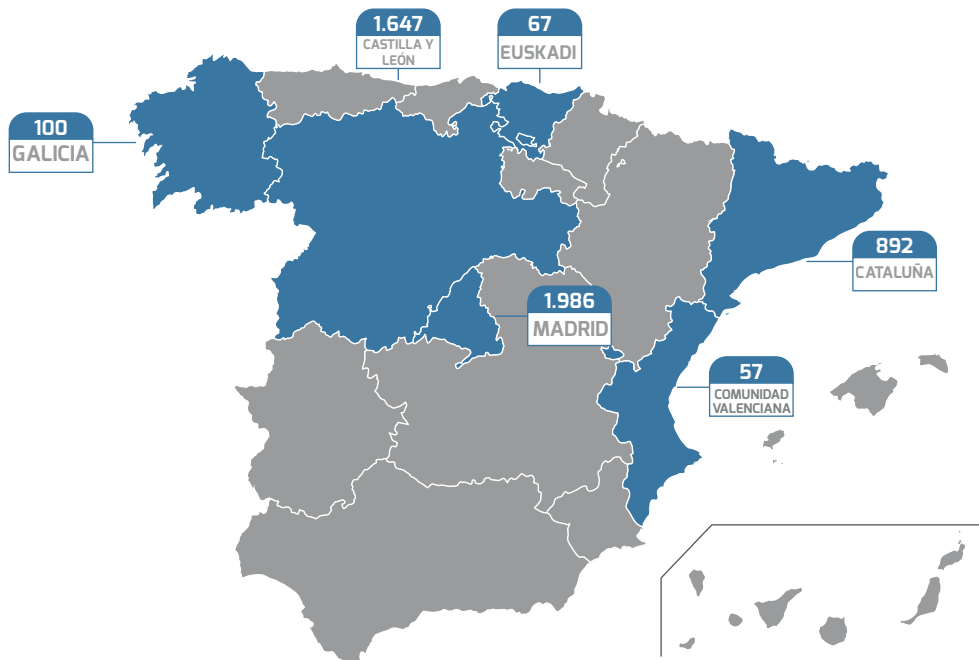 1.647
CASTILLA Y
LEÓN
67
EUSKADI
100
GALICIA
892
CATALUÑA
1.986
MADRID
57
COMUNIDAD
VALENCIANA